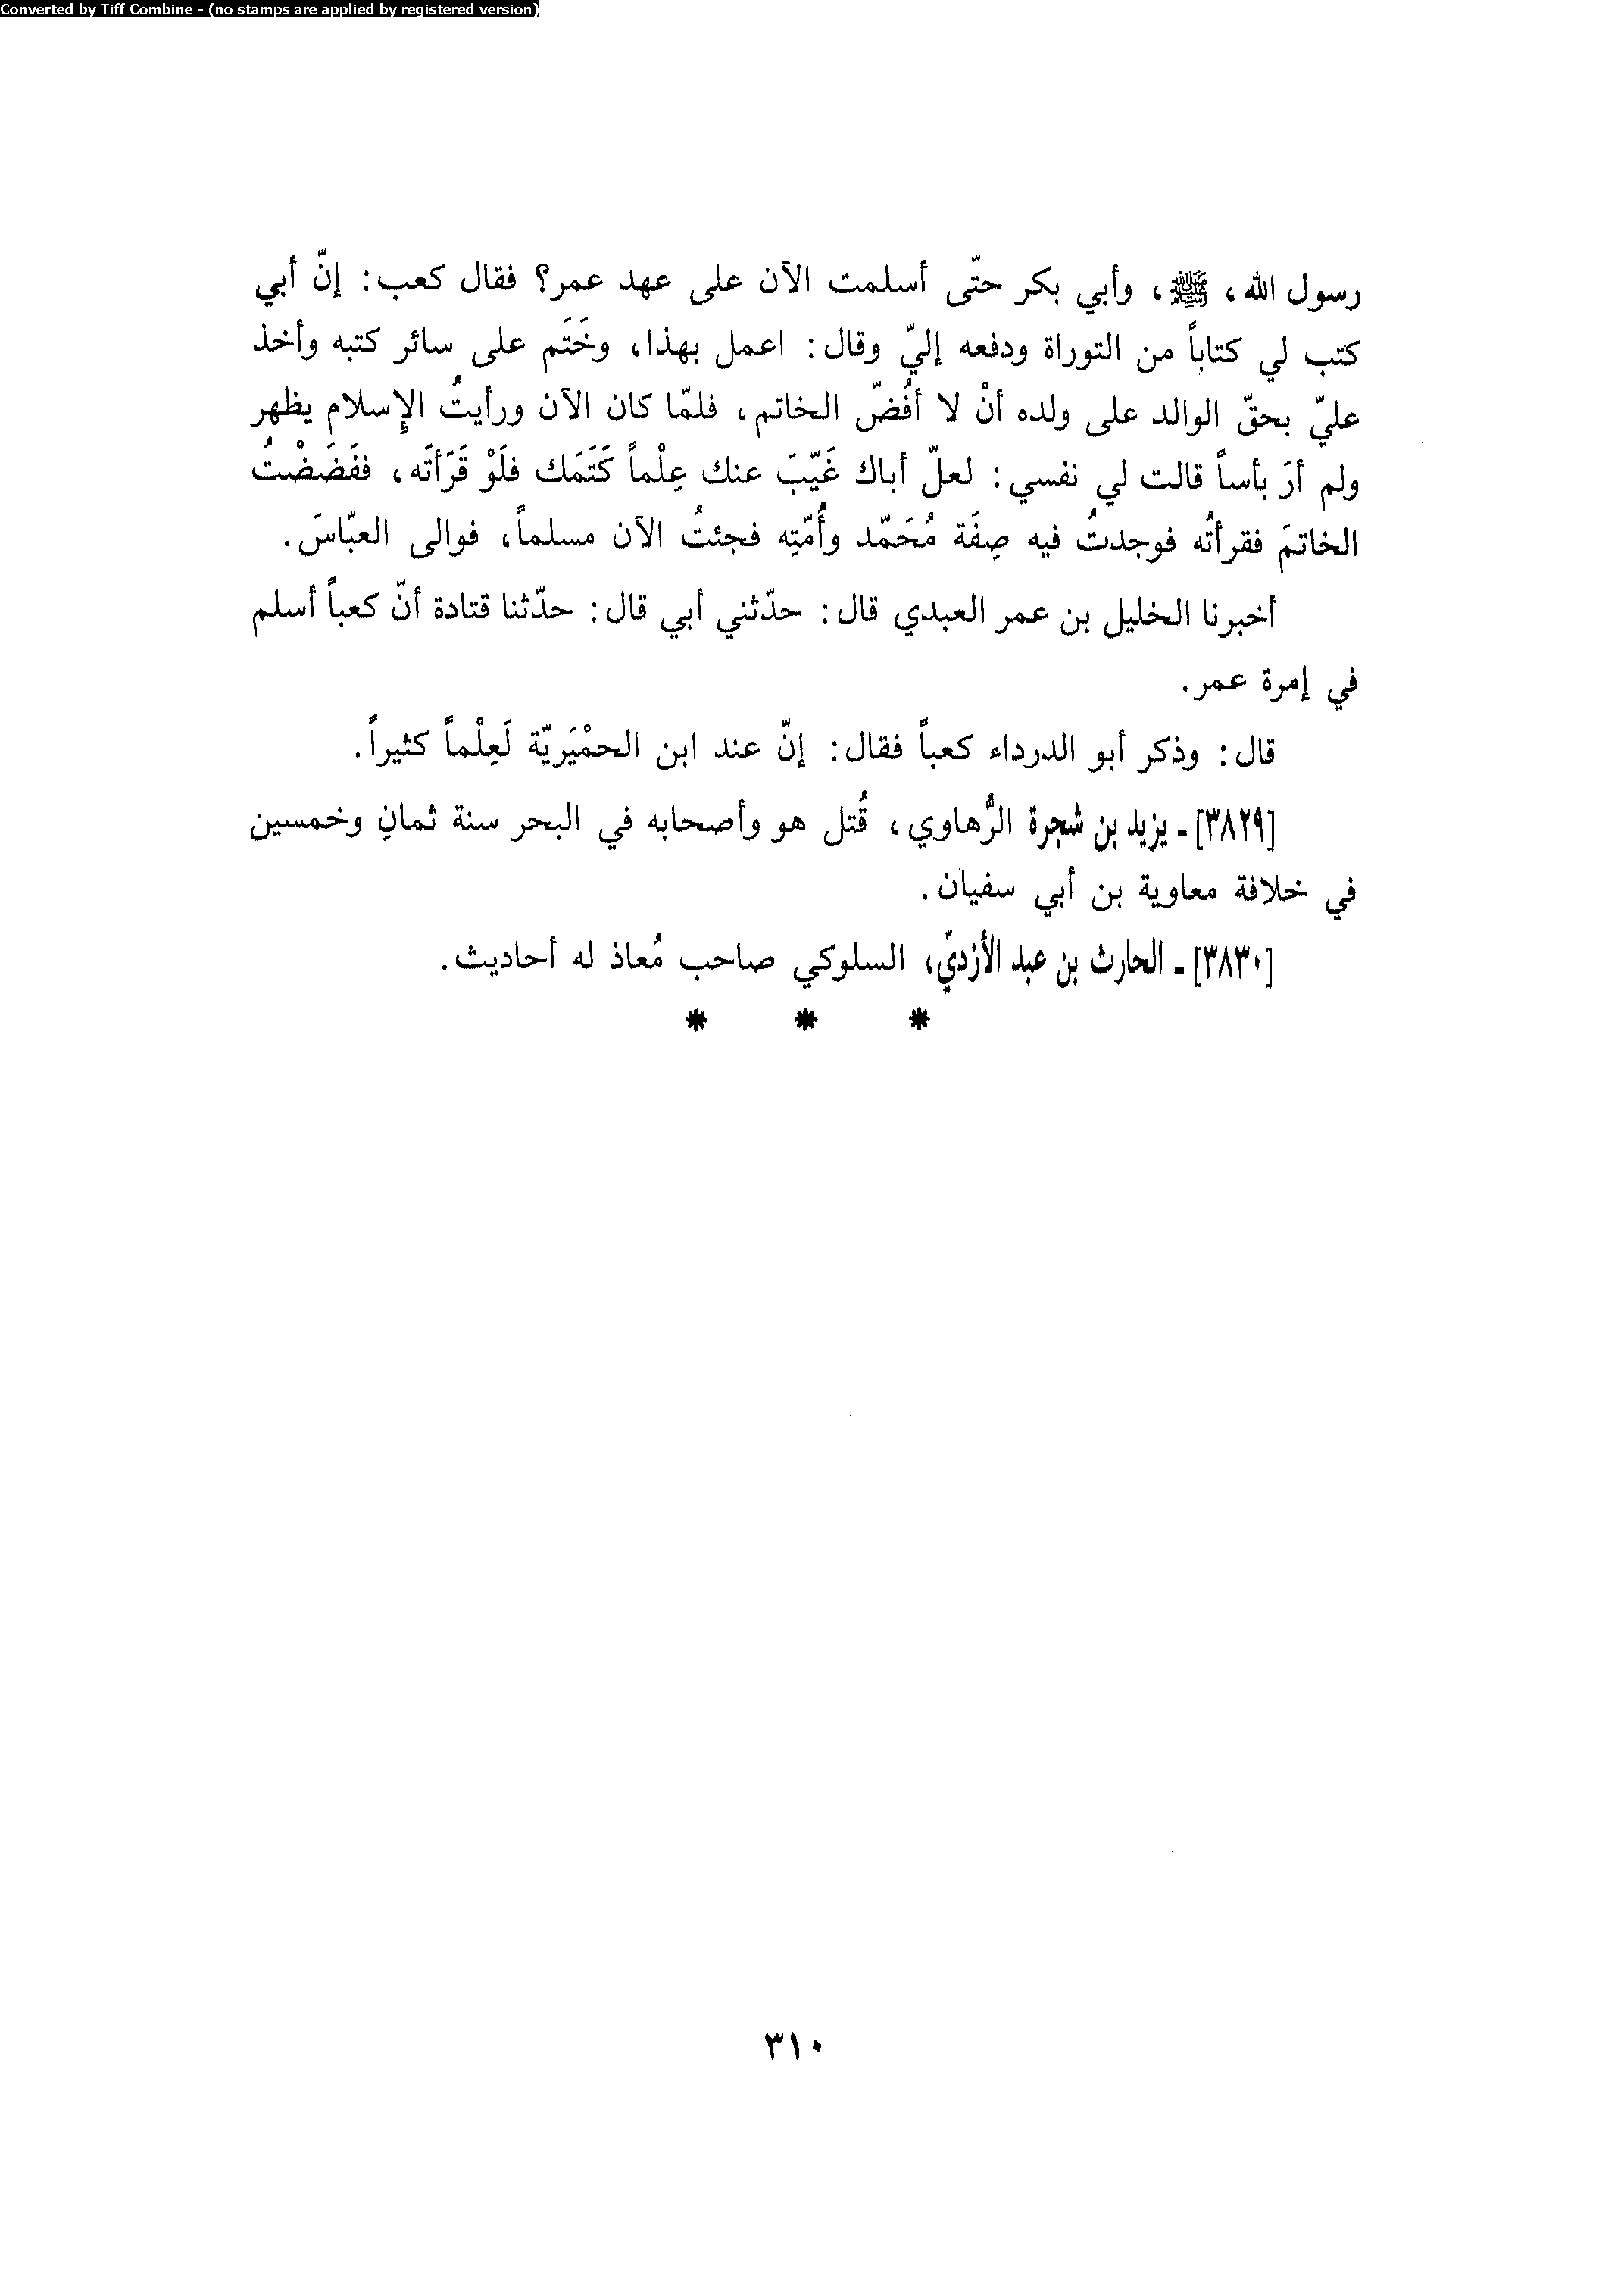 Converted by Tiff Combine - (no stamps are applied by registered version)
رسول الله، ﷺ، وأبي بكر حتّى أسلمت الآن على عهد عمر؟ فقال كعب: إنّ أبي
كتب لي كتاباً من التوراة ودفعه إليّ وقال: اعمل بهذا، وخَتَم على سائر كتبه وأخذ
عليّ بحقّ الوالد على ولده أنْ لا أفُضّ الخاتم، فلمّا كان الآن ورأيتُ الإسلام يظهر
ولم أرَ بأساً قالت لي نفسي: لعلّ أباك غَيّبَ عنك عِلْماً كَتَمَك فلَوْ قَرَأتَه، ففَضَضْتُ
الخاتمَ فقرأتُه فوجدتُ فيه صِفَة مُحَمّد وأُمّتِه فجئتُ الآن مسلماً، فوالى العبّاسَ.
أخبرنا الخليل بن عمر العبدي قال: حدّثني أبي قال: حدّثنا قتادة أنّ كعباً أسلم
في إمرة عمر.
قال: وذكر أبو الدرداء كعباً فقال: إنّ عند ابن الحمْيَريّة لَعِلْماً كثيراً.
[٣٨٢٩] - يزيد بن شجرة الرُّهاوي، قُتل هو وأصحابه في البحر سنة ثمانِ وخمسين
في خلافة معاوية بن أبي سفيان.
[٣٨٣٠] - الحارث بن عبد الأزديّ، السلوكي صاحب مُعاذ له أحاديث.
* * *
٣١٠